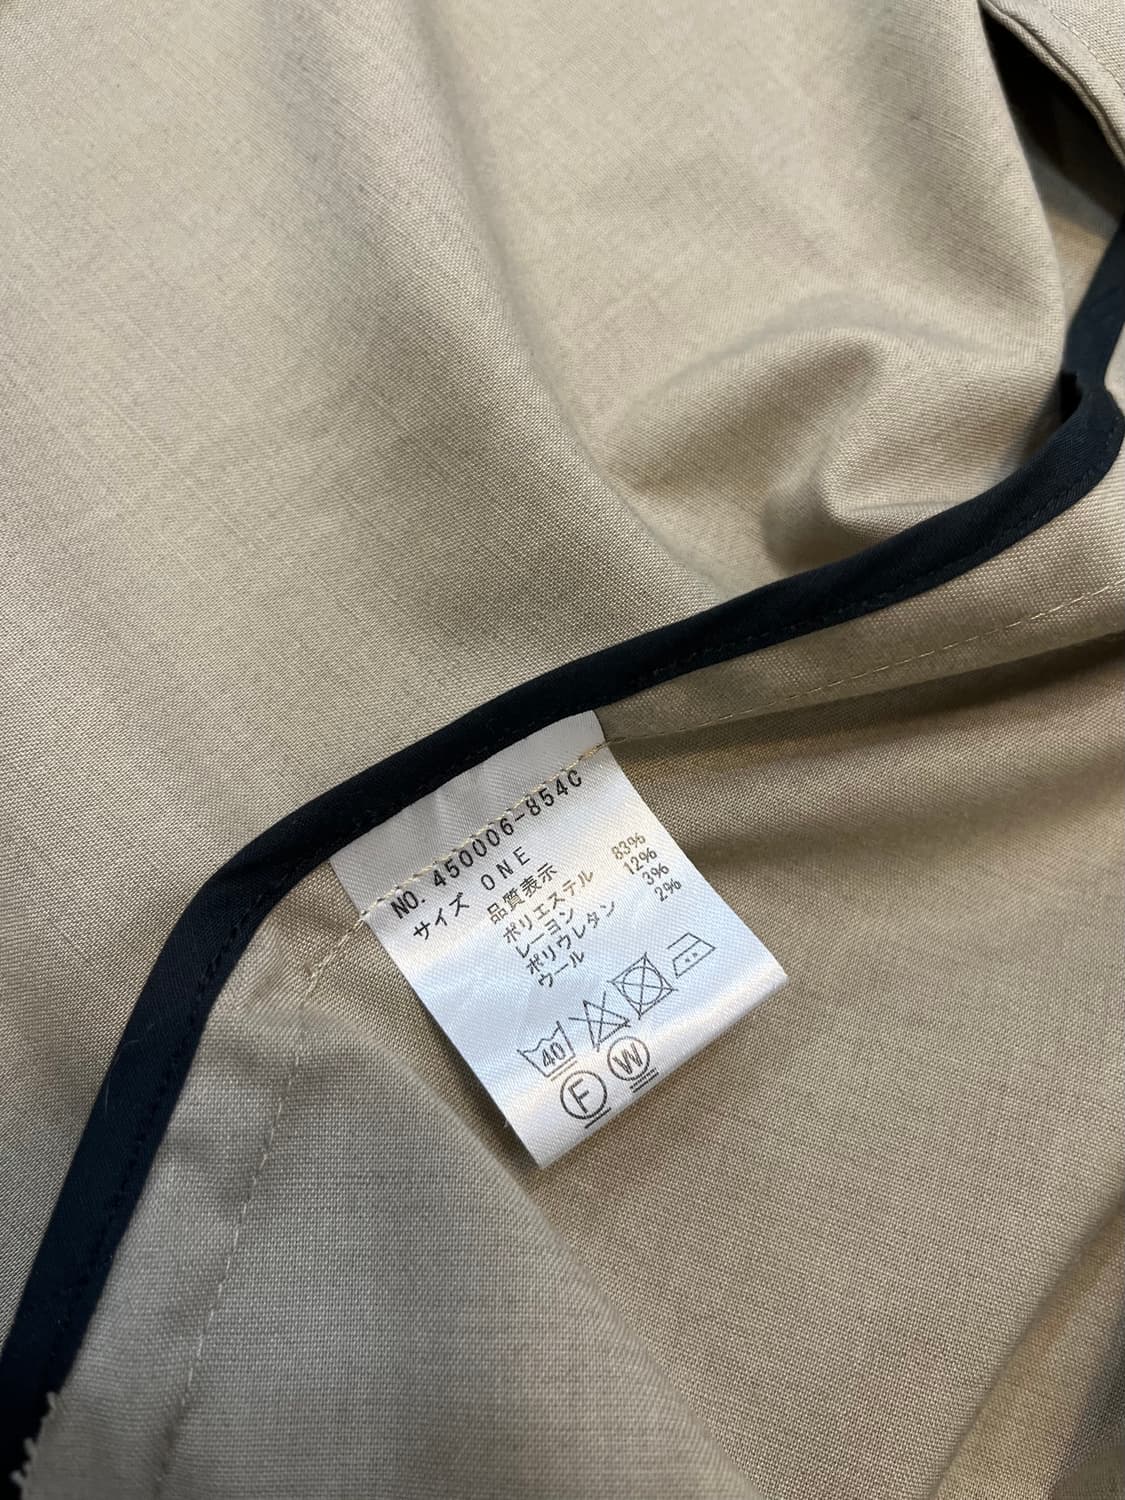 NO. 450006-854C
サイズ ONE
品質表示
ポリエステル 83%
レーヨン 12%
ポリウレタン 3%
ウール 2%
40
F W